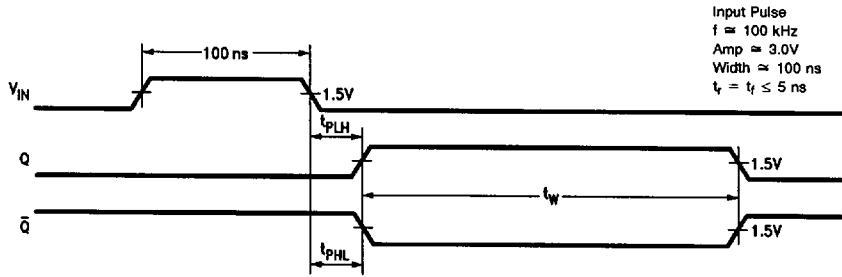 Input Pulse
f ≃ 100 kHz
Amp ≃ 3.0V
Width ≃ 100 ns
tr = tf ≤ 5 ns
100 ns
VIN
1.5V
tPLH
Q
1.5V
tW
Q̅
1.5V
tPHL